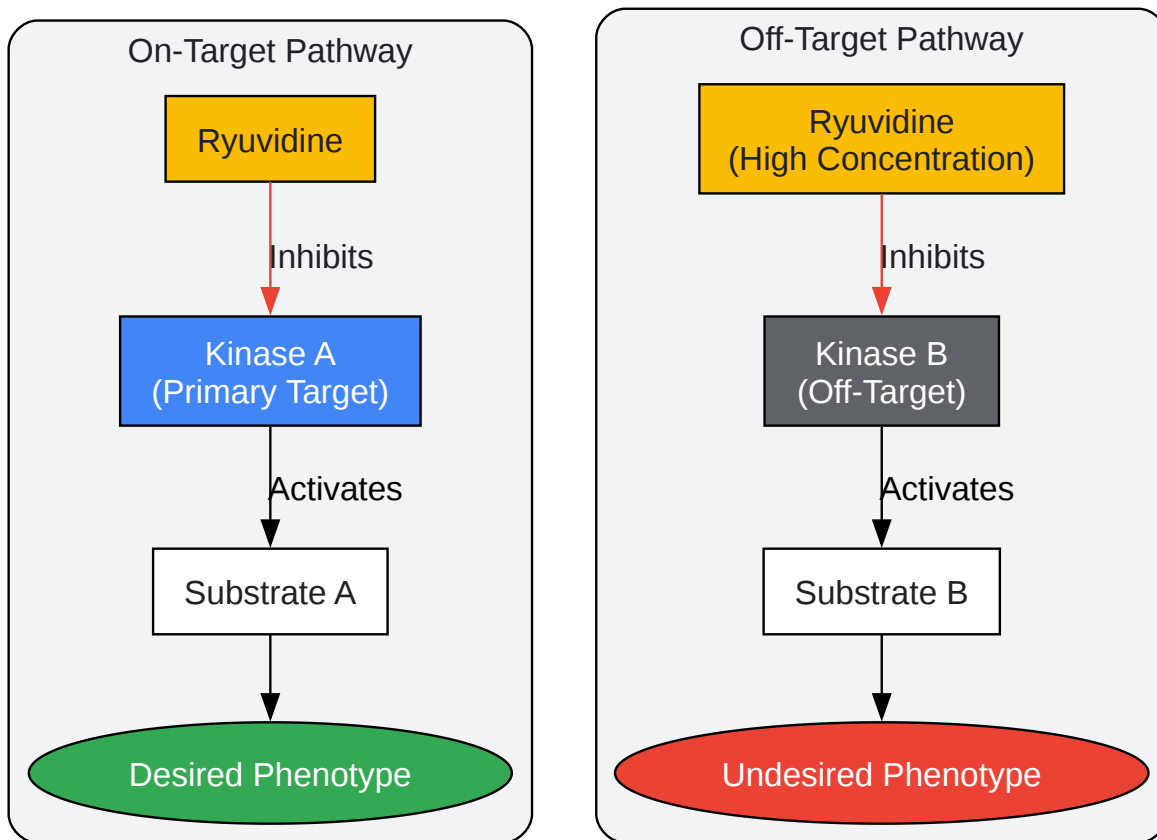 On-Target Pathway
Ryuvidine
Inhibits
Kinase A
(Primary Target)
Activates
Substrate A
Desired Phenotype
Off-Target Pathway
Ryuvidine
(High Concentration)
Inhibits
Kinase B
(Off-Target)
Activates
Substrate B
Undesired Phenotype